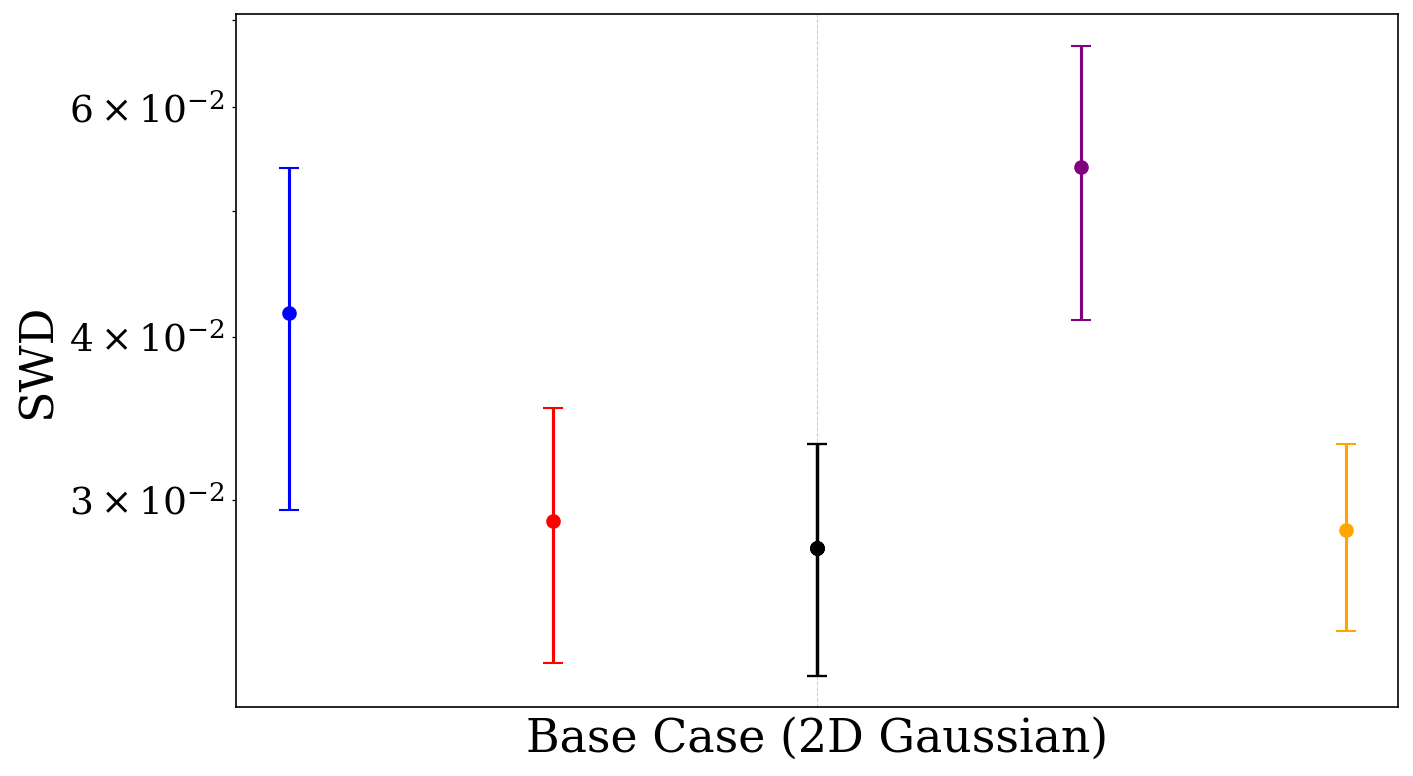 6 × 10⁻²
4 × 10⁻²
3 × 10⁻²
SWD
Base Case (2D Gaussian)